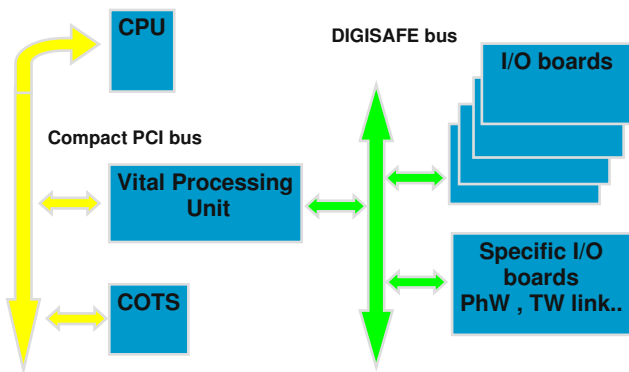 CPU
DIGISAFE bus
I/O boards
Compact PCI bus
Vital Processing
Unit
Specific I/O
boards
PhW , TW link..
COTS